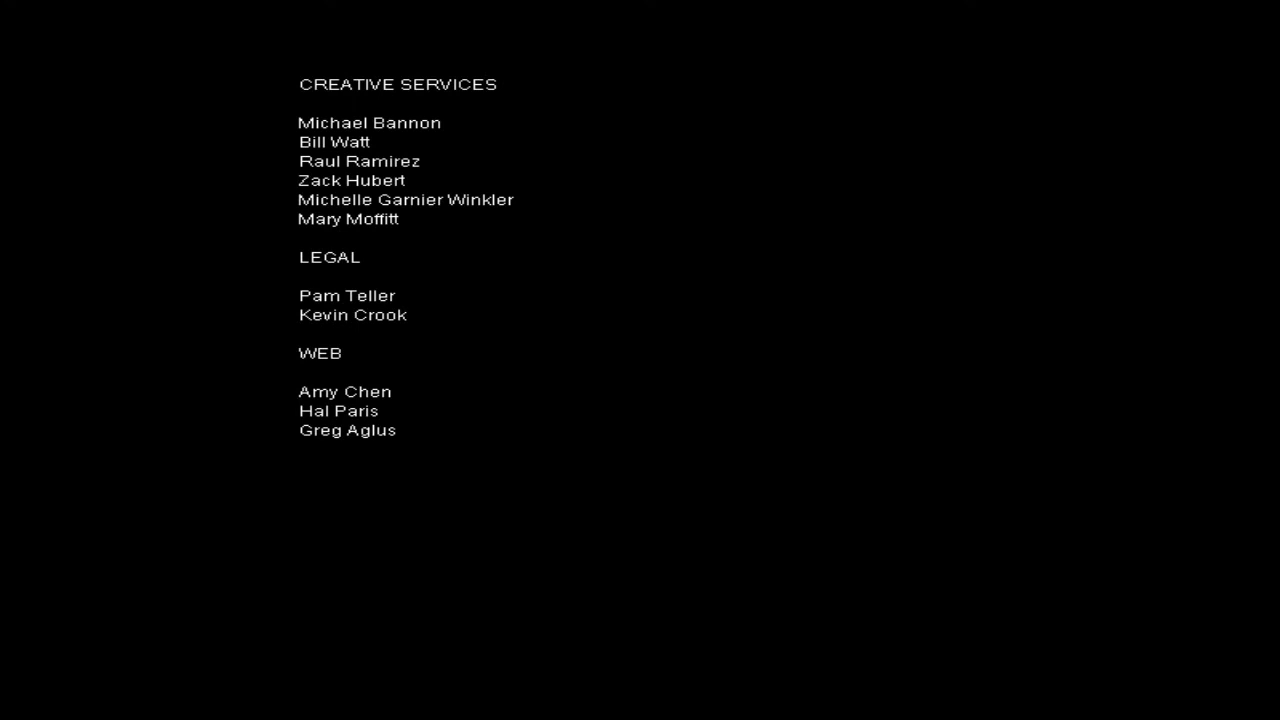 CREATIVE SERVICES
Michael Bannon
Bill Watt
Raul Ramirez
Zack Hubert
Michelle Garnier Winkler
Mary Moffitt
LEGAL
Pam Teller
Kevin Crook
WEB
Amy Chen
Hal Paris
Greg Aglus